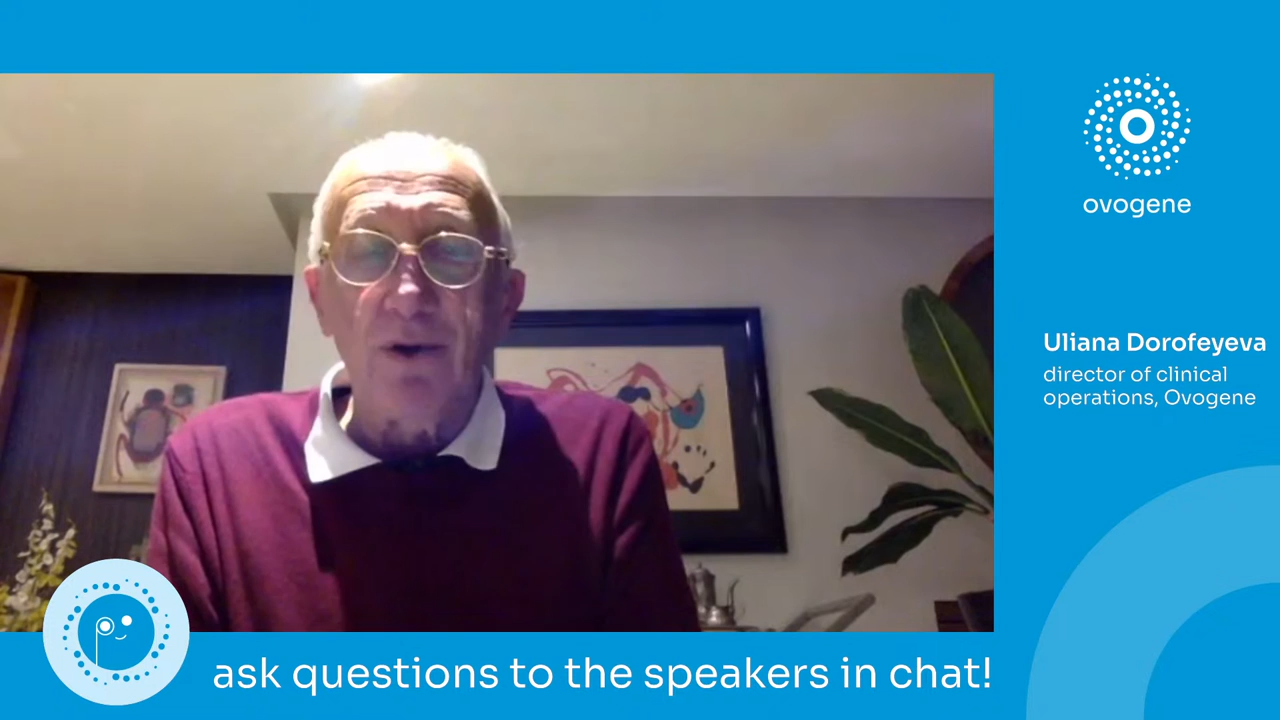 ovogene
Uliana Dorofeyeva
director of clinical
operations, Ovogene
ask questions to the speakers in chat!